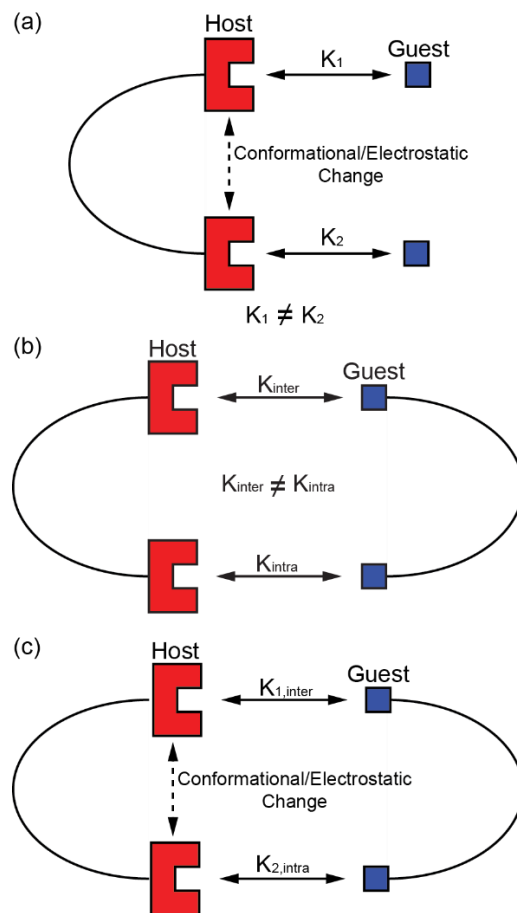 (a)
Host
Guest
K₁
Conformational/Electrostatic
Change
K₂
K₁ ≠ K₂
(b)
Host
Guest
Kinter
Kinter ≠ Kintra
Kintra
(c)
Host
Guest
K1,inter
Conformational/Electrostatic
Change
K2,intra